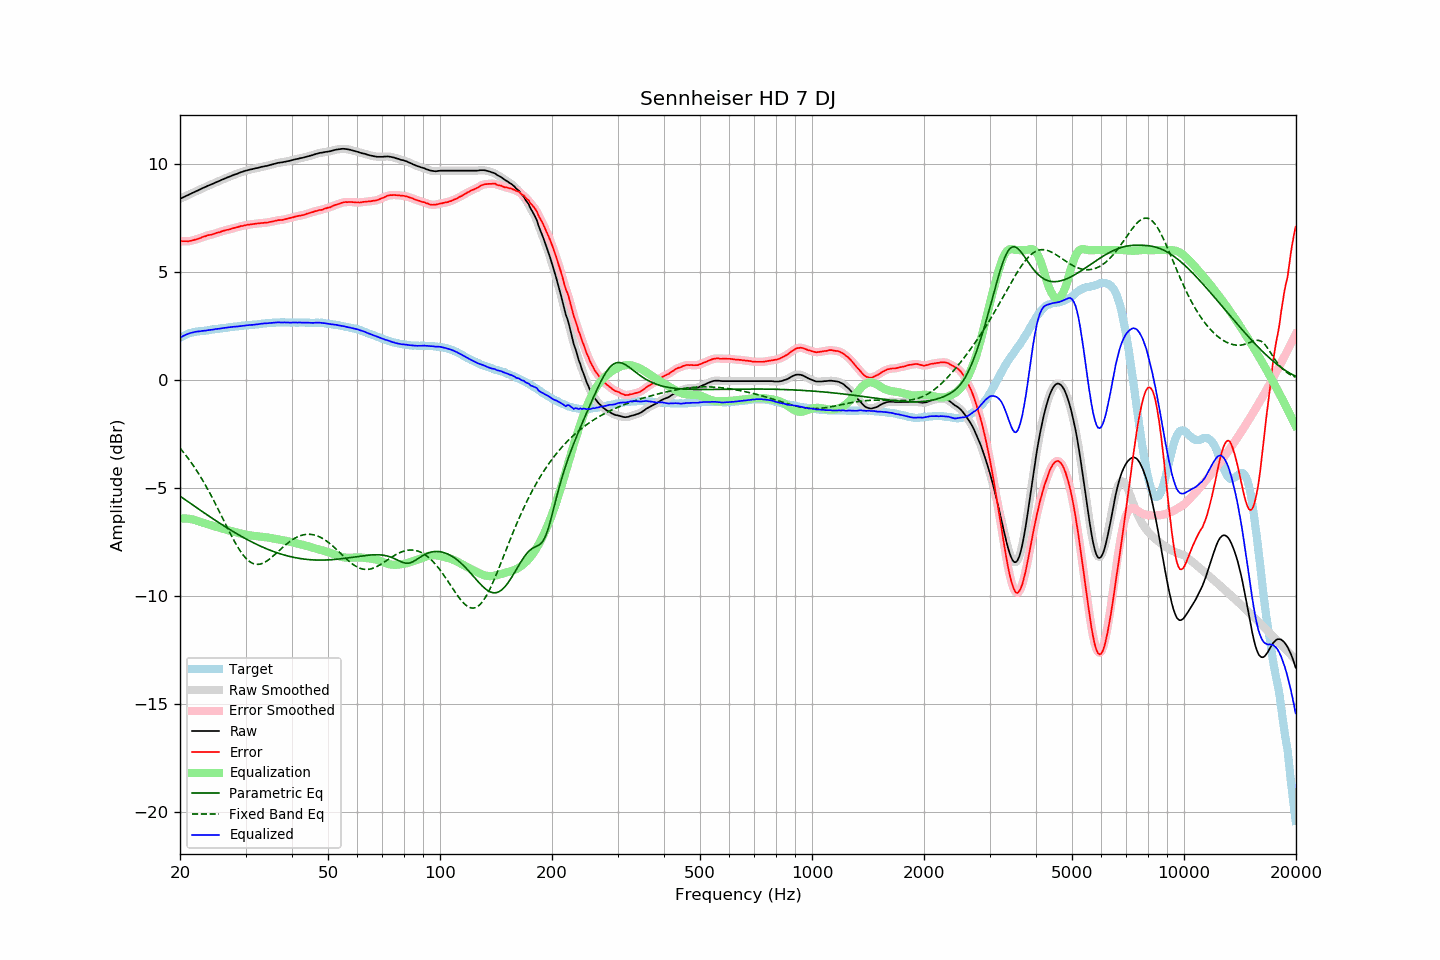 Sennheiser HD 7 DJ
10
5
0
−5
−10
−15
−20
Amplitude (dBr)
Target
Raw Smoothed
Error Smoothed
Raw
Error
Equalization
Parametric Eq
Fixed Band Eq
Equalized
20 50 100 200 500 1000 2000 5000 10000 20000
Frequency (Hz)